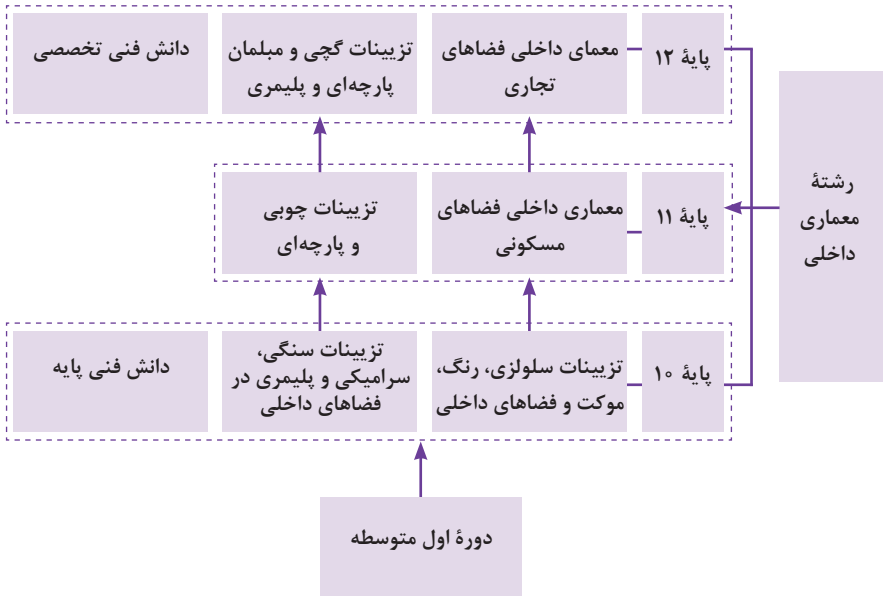 پایهٔ ۱۲
معمای داخلی فضاهای
تجاری
تزیینات گچی و مبلمان
پارچه‌ای و پلیمری
دانش فنی تخصصی
رشتهٔ
معماری
داخلی
پایهٔ ۱۱
معماری داخلی فضاهای
مسکونی
تزیینات چوبی
و پارچه‌ای
پایهٔ ۱۰
تزیینات سلولزی، رنگ،
موکت و فضاهای داخلی
تزیینات سنگی،
سرامیکی و پلیمری در
فضاهای داخلی
دانش فنی پایه
دورهٔ اول متوسطه